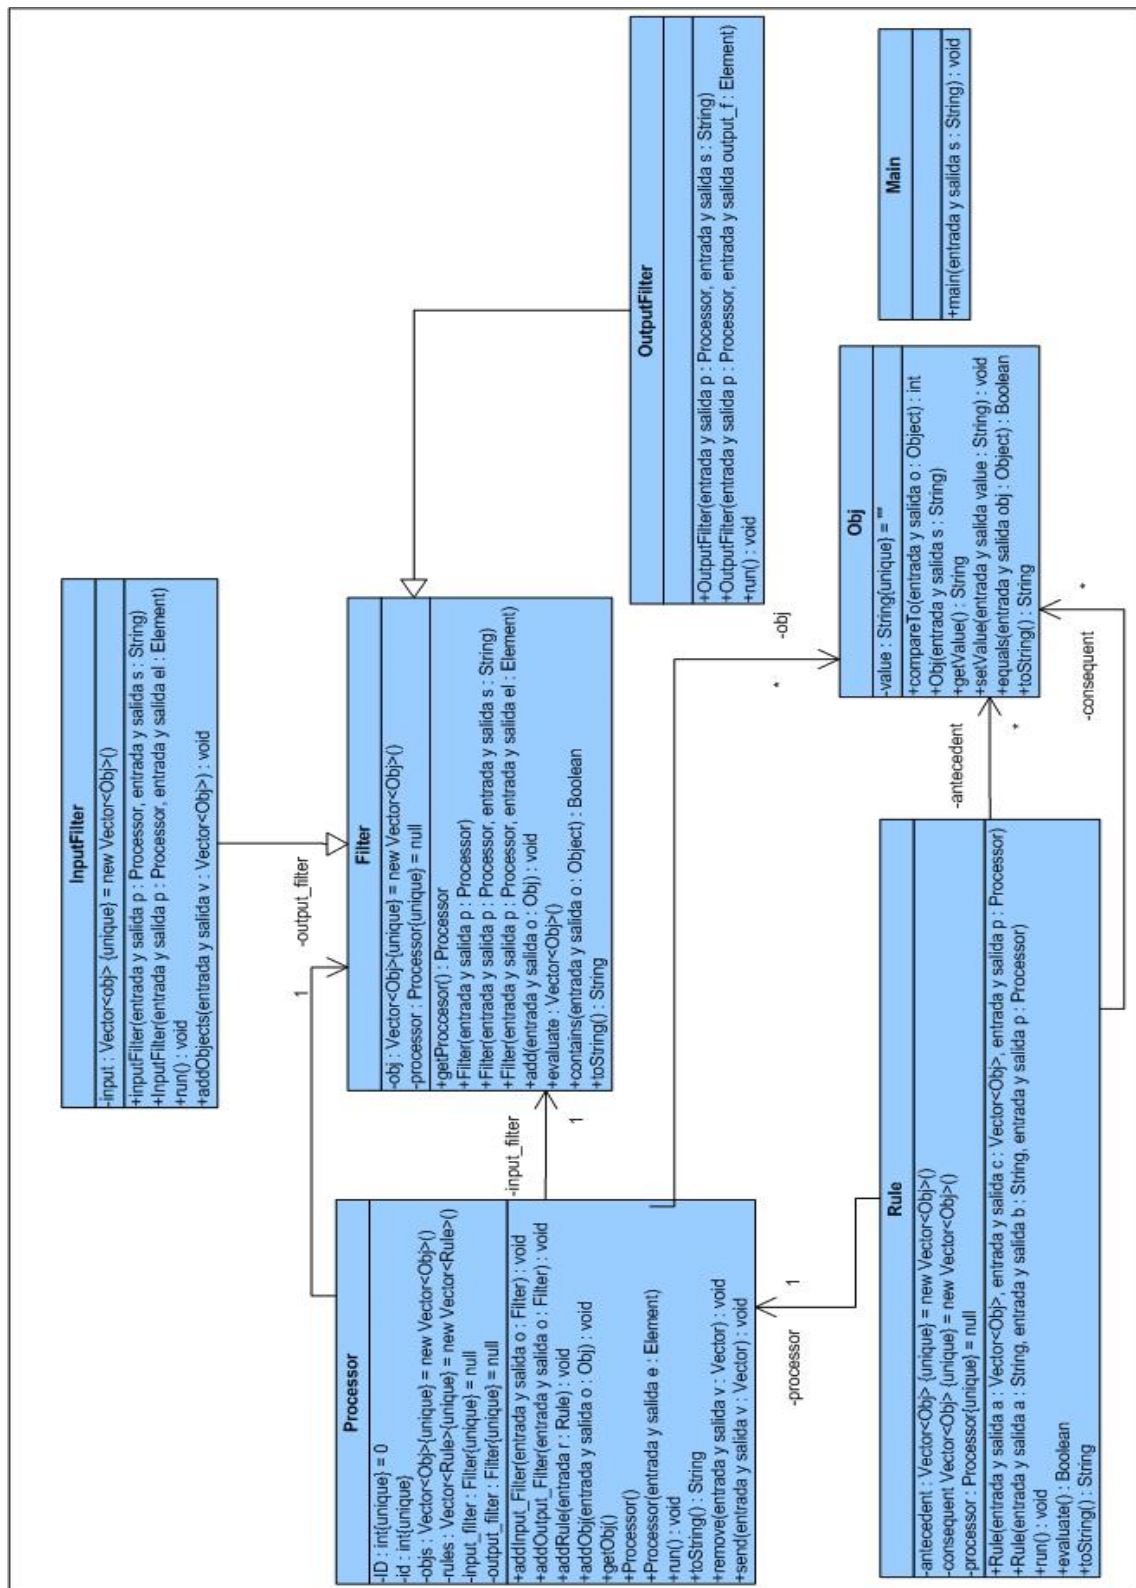 InputFilter
-input : Vector<obj> {unique} = new Vector<Obj>()
+inputFilter(entrada y salida p : Processor, entrada y salida s : String)
+InputFilter(entrada y salida p : Processor, entrada y salida el : Element)
+run() : void
+addObjects(entrada y salida v : Vector<Obj>) : void
1
-output_filter
Processor
-ID : int{unique} = 0
-id : int{unique}
-objs : Vector<Obj>{unique} = new Vector<Obj>()
-rules : Vector<Rule>{unique} = new Vector<Rule>()
-input_filter : Filter{unique} = null
-output_filter : Filter{unique} = null
+addInput_Filter(entrada y salida o : Filter) : void
+addOutput_Filter(entrada y salida o : Filter) : void
+addRule(entrada r : Rule) : void
+addObj(entrada y salida o : Obj) : void
+getObj()
+Processor()
+Processor(entrada y salida e : Element)
+run() : void
+toString() : String
+remove(entrada y salida v : Vector) : void
+send(entrada y salida v : Vector) : void
-input_filter
1
Filter
-obj : Vector<Obj>{unique} = new Vector<Obj>()
-processor : Processor{unique} = null
+getProccesor() : Processor
+Filter(entrada y salida p : Processor)
+Filter(entrada y salida p : Processor, entrada y salida s : String)
+Filter(entrada y salida p : Processor, entrada y salida el : Element)
+add(entrada y salida o : Obj) : void
+evaluate : Vector<Obj>()
+contains(entrada y salida o : Object) : Boolean
+toString() : String
OutputFilter
+OutputFilter(entrada y salida p : Processor, entrada y salida s : String)
+OutputFilter(entrada y salida p : Processor, entrada y salida output_f : Element)
+run() : void
-processor
1
*
-obj
Rule
-antecedent : Vector<Obj> {unique} = new Vector<Obj>()
-consequent Vector<Obj> {unique} = new Vector<Obj>()
-processor : Processor{unique} = null
+Rule(entrada y salida a : Vector<Obj>, entrada y salida c : Vector<Obj>, entrada y salida p : Processor)
+Rule(entrada y salida a : String, entrada y salida b : String, entrada y salida p : Processor)
+run() : void
+evaluate() : Boolean
+toString() : String
-antecedent
*
-consequent
*
Obj
-value : String{unique} = ""
+compareTo(entrada y salida o : Object) : int
+Obj(entrada y salida s : String)
+getValue() : String
+setValue(entrada y salida value : String) : void
+equals(entrada y salida obj : Object) : Boolean
+toString() : String
Main
+main(entrada y salida s : String) : void